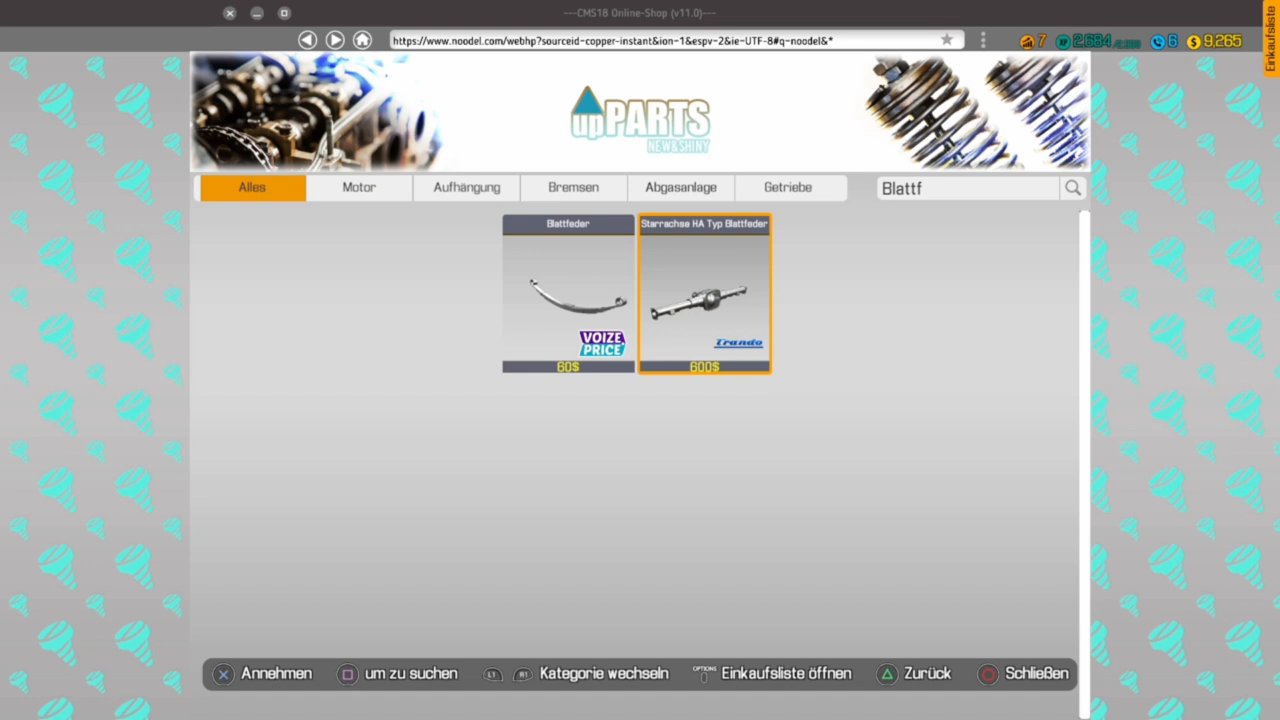 ---CMS18 Online-Shop (v11.0)---
https://www.noodel.com/webhp?sourceid-copper-instant&ion-1&espv-2&ie-UTF-8#q-noodel&*
7 XP 2,684 6 $ 9,265
Einkaufsliste
upPARTS
NEW&SHINY
Alles Motor Aufhängung Bremsen Abgasanlage Getriebe Blattf
Blattfeder Starrachse HA Typ Blattfeder
VOIZE PRICE Trando
60$ 600$
Annehmen um zu suchen L1 R1 Kategorie wechseln OPTIONS Einkaufsliste öffnen Zurück Schließen